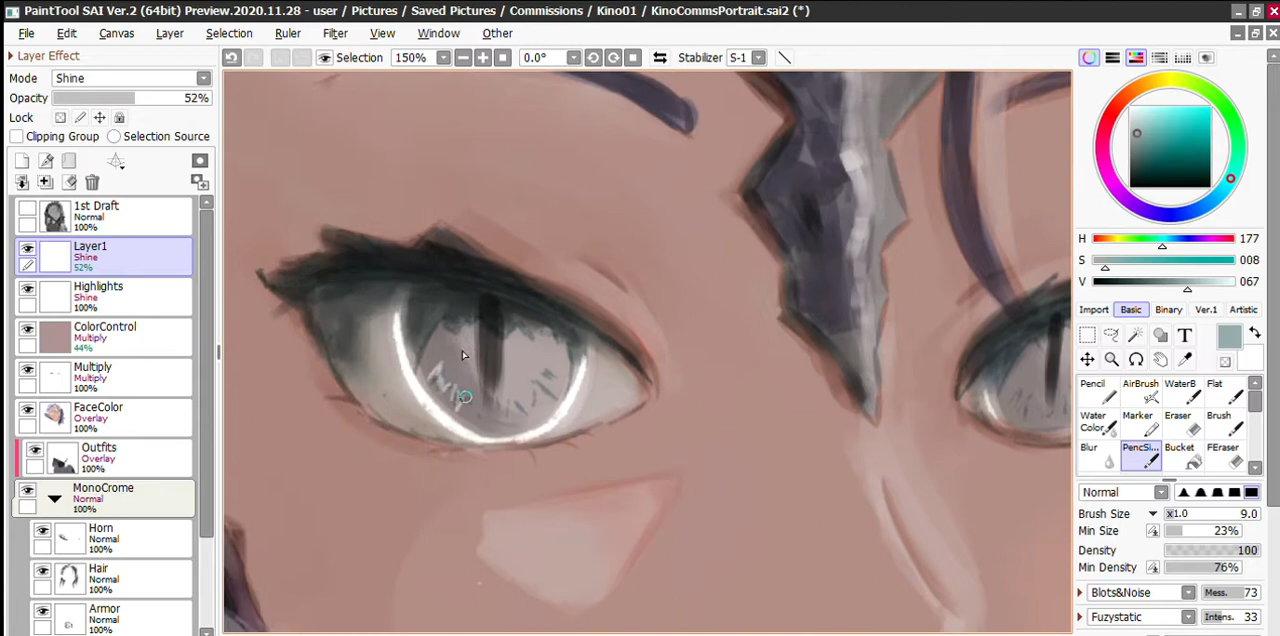 PaintTool SAI Ver.2 (64bit) Preview.2020.11.28 - user / Pictures / Saved Pictures / Commissions / Kino01 / KinoCommsPortrait.sai2 (*)
File Edit Canvas Layer Selection Ruler Filter View Window Other
Layer Effect
Selection 150% 0.0° Stabilizer S-1
Mode Shine
Opacity 52%
Lock
Clipping Group Selection Source
1st Draft
Normal
100%
Layer1
Shine
52%
Highlights
Shine
100%
ColorControl
Multiply
44%
Multiply
Multiply
100%
FaceColor
Overlay
100%
Outfits
Overlay
100%
MonoCrome
Normal
100%
Horn
Normal
100%
Hair
Normal
100%
Armor
Normal
100%
H 177
S 008
V 067
Import Basic Binary Ver.1 Artistic
T
Pencil AirBrush WaterB Flat
Water Color Marker Eraser Brush
Blur PencSi... Bucket FEraser
Normal
Brush Size x1.0 9.0
Min Size 23%
Density 100
Min Density 76%
Blots&Noise Mess. 73
Fuzystatic Intens. 33